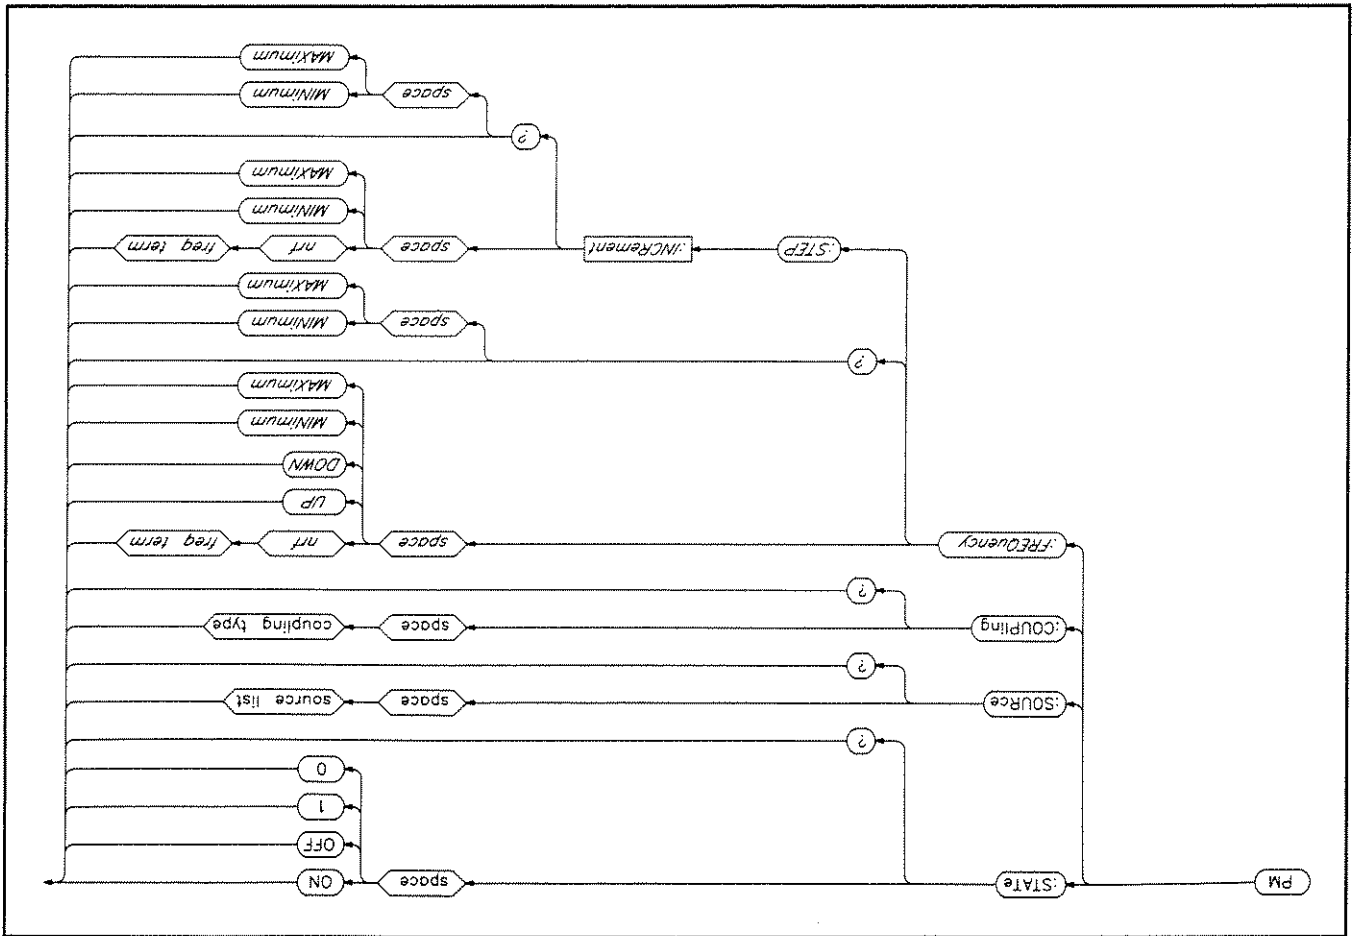 PM :STATe space ON
OFF
1
0
?
:SOURce space source list
?
:COUPling space coupling type
?
:FREQuency space nrf freq term
UP
DOWN
MINimum
MAXimum
?
space MINimum
MAXimum
:STEP :INCRement space nrf freq term
MINimum
MAXimum
?
space MINimum
MAXimum